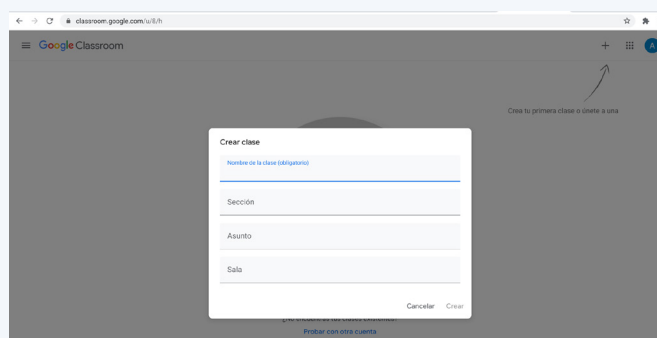 classroom.google.com/u/8/h
Google Classroom
A
Crea tu primera clase o únete a una
Crear clase
Nombre de la clase (obligatorio)
Sección
Asunto
Sala
Cancelar Crear
Probar con otra cuenta